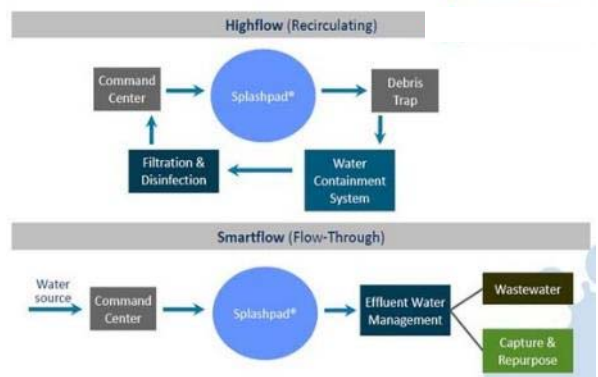 Highflow (Recirculating)
Command
Center
Splashpad®
Debris
Trap
Filtration &
Disinfection
Water
Containment
System
Smartflow (Flow-Through)
Water
source
Command
Center
Splashpad®
Effluent Water
Management
Wastewater
Capture &
Repurpose